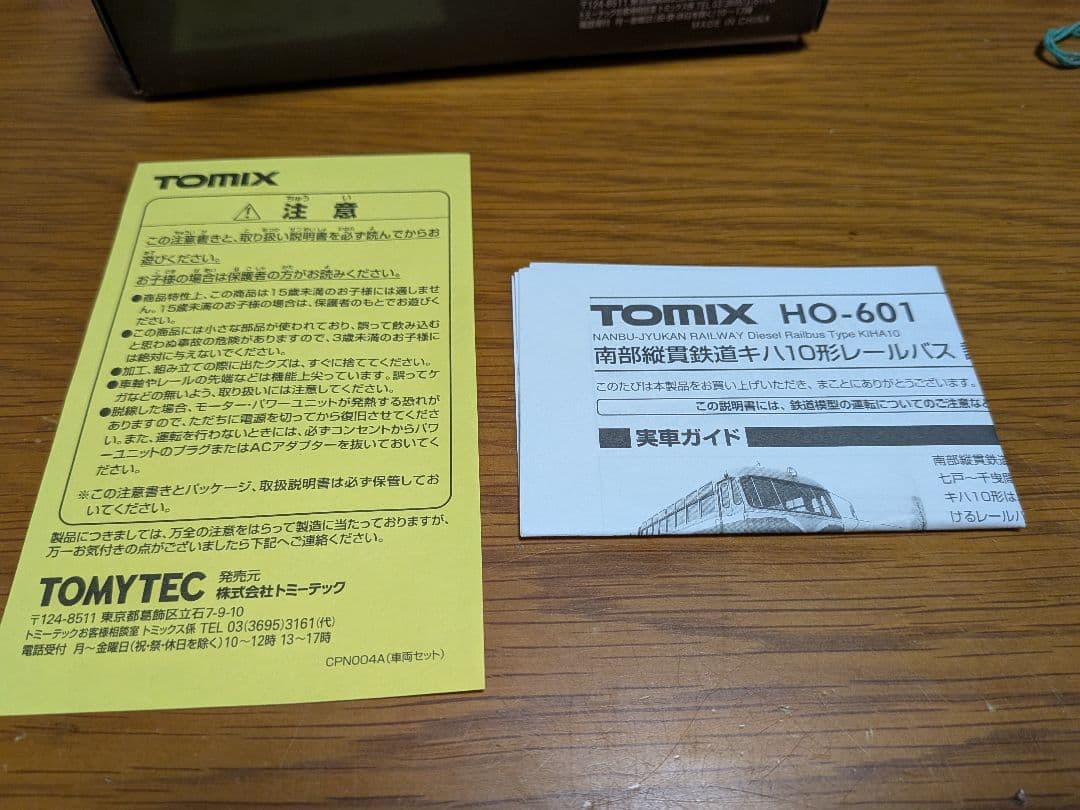 〒124-8511
MADE IN CHINA
TOMIX
ちゅう い
⚠ 注 意
この注意書きと、取り扱い説明書を必ず読んでからお
遊びください。
お子様の場合は保護者の方がお読みください。
●商品特性上、この商品は15歳未満のお子様には適しませ
ん。15歳未満のお子様の場合は、保護者のもとでお遊びく
ださい。
●この商品には小さな部品が使われており、誤って飲み込む
と思わぬ事故の危険がありますので、3歳未満のお子様に
は絶対に与えないでください。
●加工、組み立ての際に出たクズは、すぐに捨ててください。
●車輪やレールの先端などは機能上尖っています。誤ってケ
ガなどの無いよう、取り扱いには注意してください。
●脱線した場合、モーター・パワーユニットが発熱する恐れが
ありますので、ただちに電源を切ってから復旧させてくださ
い。また、運転を行わないときには、必ずコンセントからパワ
ーユニットのプラグまたはACアダプターを抜いておいてく
ださい。
※この注意書きとパッケージ、取扱説明書は必ず保管してお
いてください。
製品につきましては、万全の注意をはらって製造に当たっておりますが、
万一お気付きの点がございましたら下記へご連絡ください。
TOMYTEC 発売元 株式会社トミーテック
〒124-8511 東京都葛飾区立石7-9-10
トミーテックお客様相談室 トミックス係 TEL 03(3695)3161(代)
電話受付 月〜金曜日(祝・祭・休日を除く)10〜12時 13〜17時
CPN004A(車両セット)
TOMIX HO-601
NANBU-JYUKAN RAILWAY Diesel Railbus Type KIHA10
南部縦貫鉄道キハ10形レールバス
このたびは本製品をお買い上げいただき、まことにありがとうございます。
この説明書には、鉄道模型の運転についてのご注意な
実車ガイド
南部縦貫鉄道
七戸〜千曳間
キハ10形は
けるレールバ